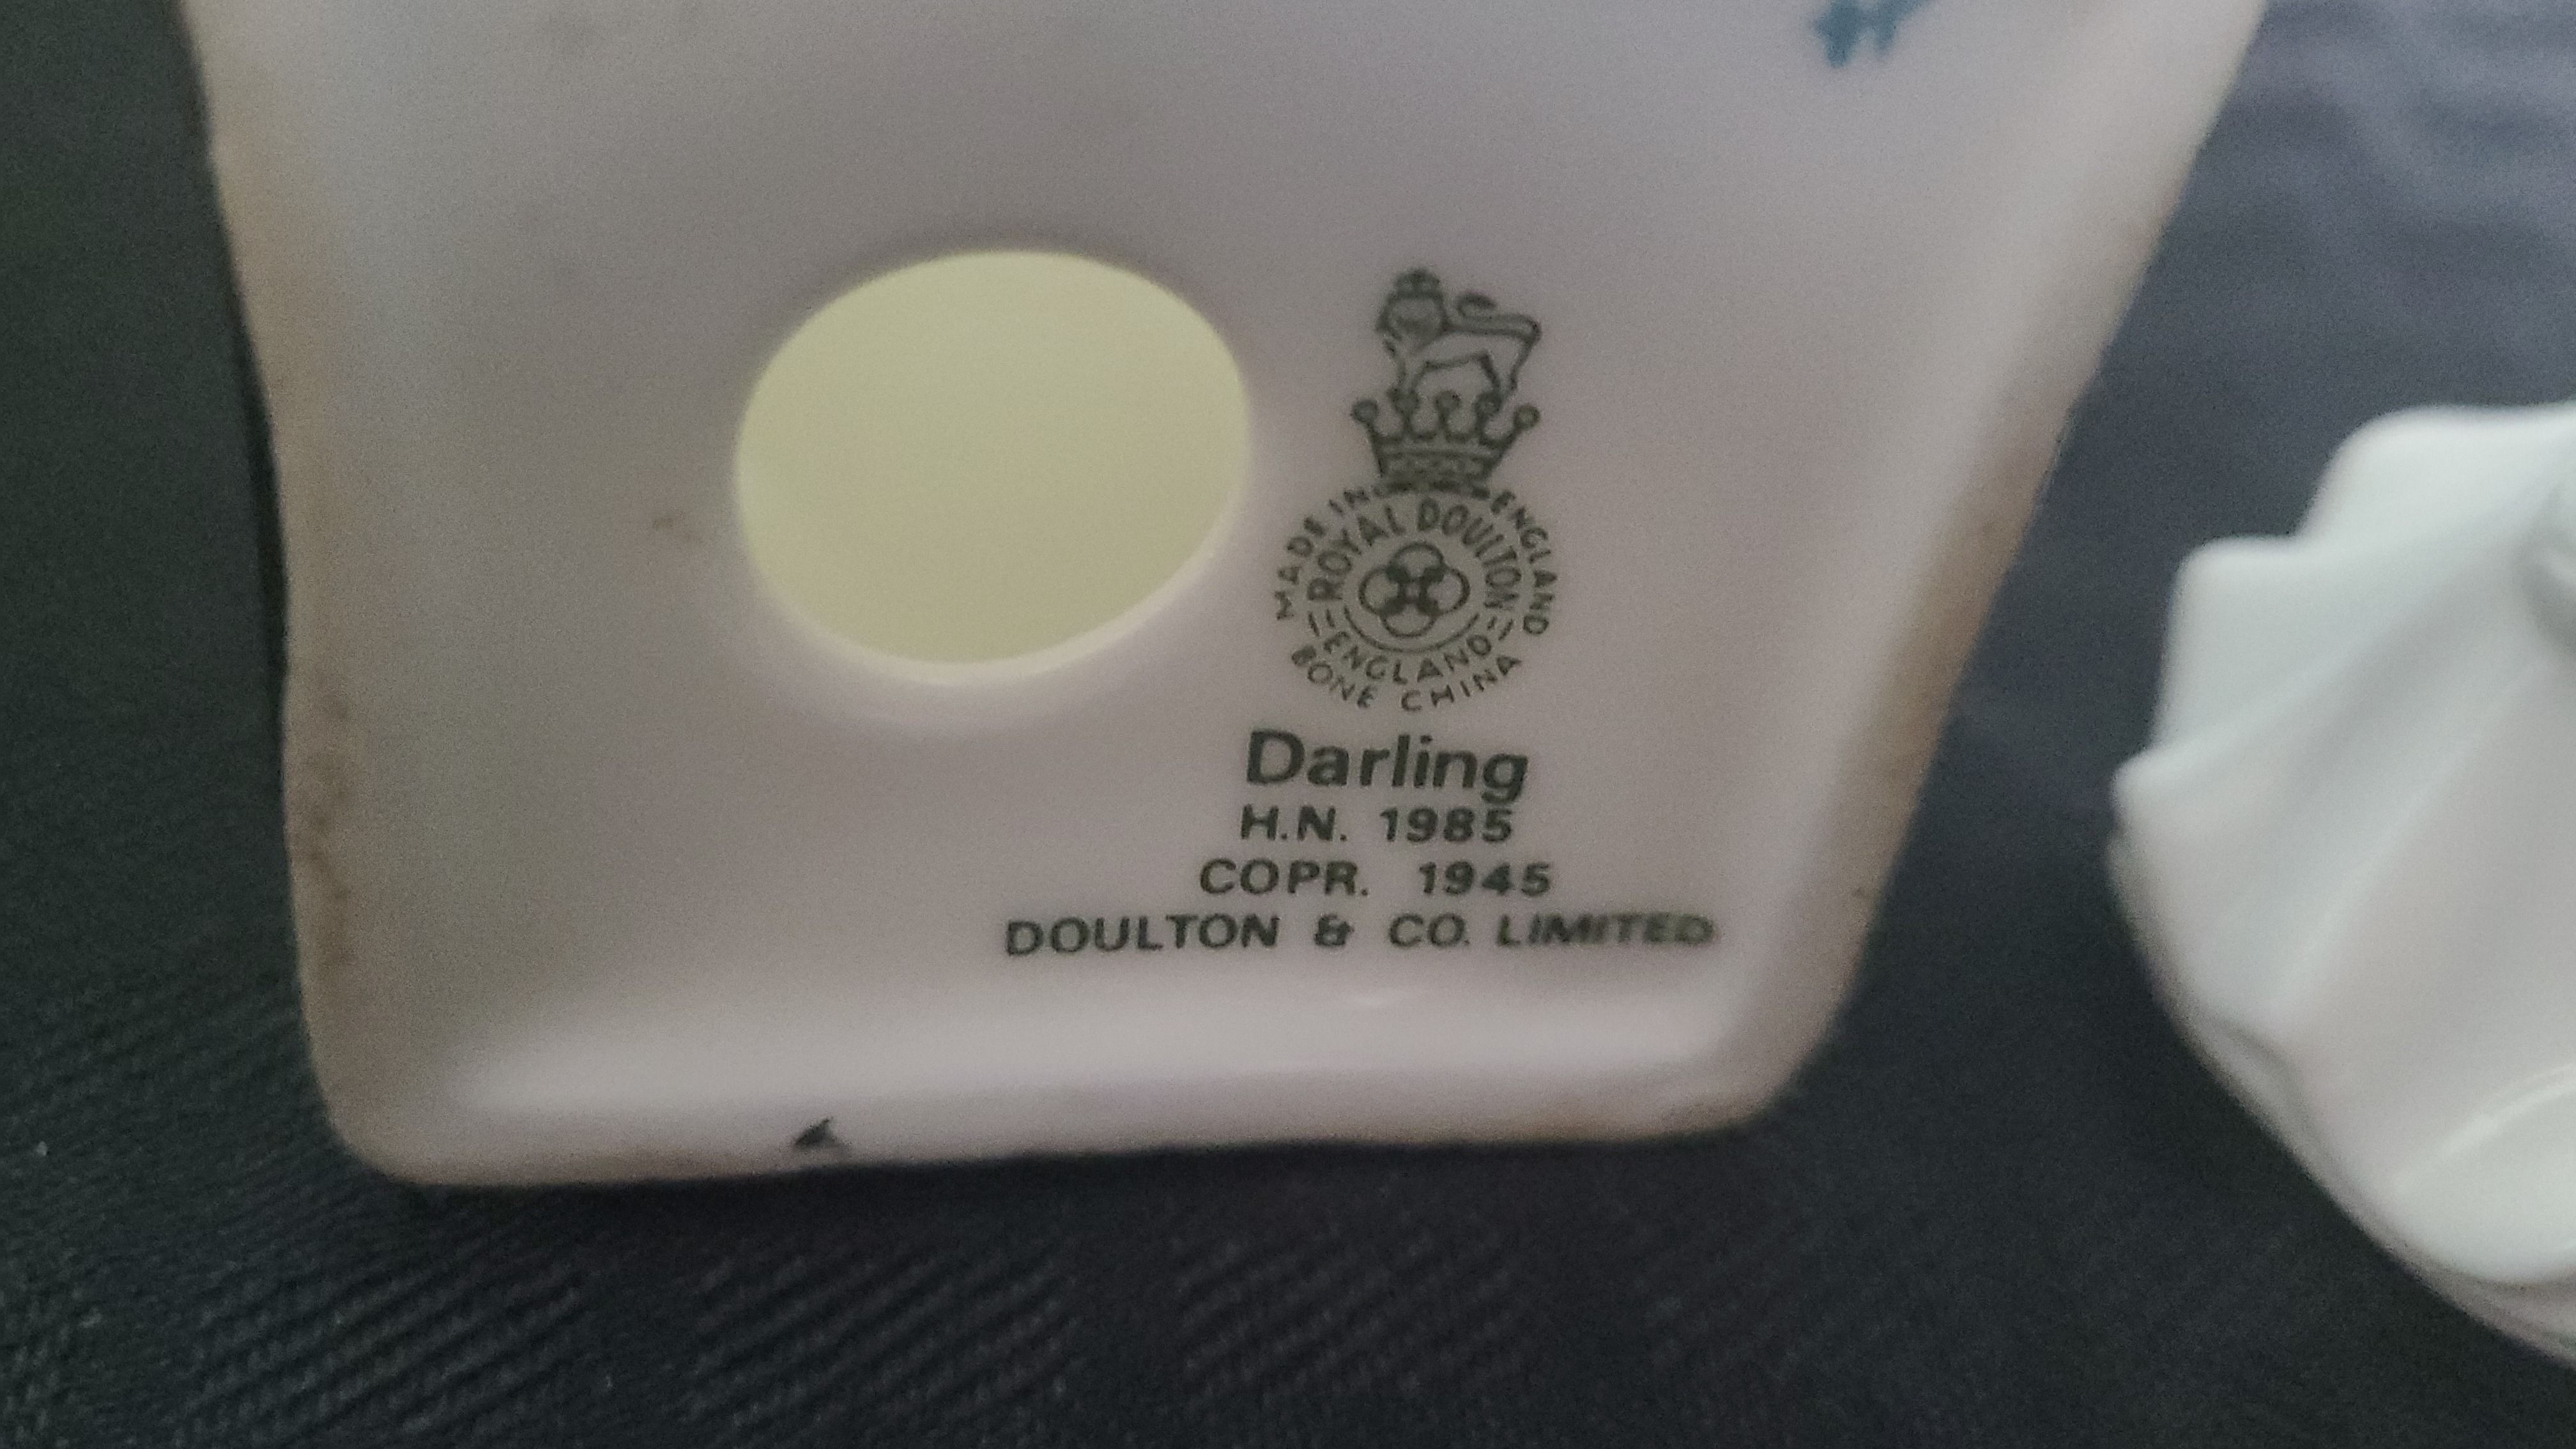 MADE IN ENGLAND
ROYAL DOULTON
ENGLAND
BONE CHINA
Darling
H.N. 1985
COPR. 1945
DOULTON & CO. LIMITED